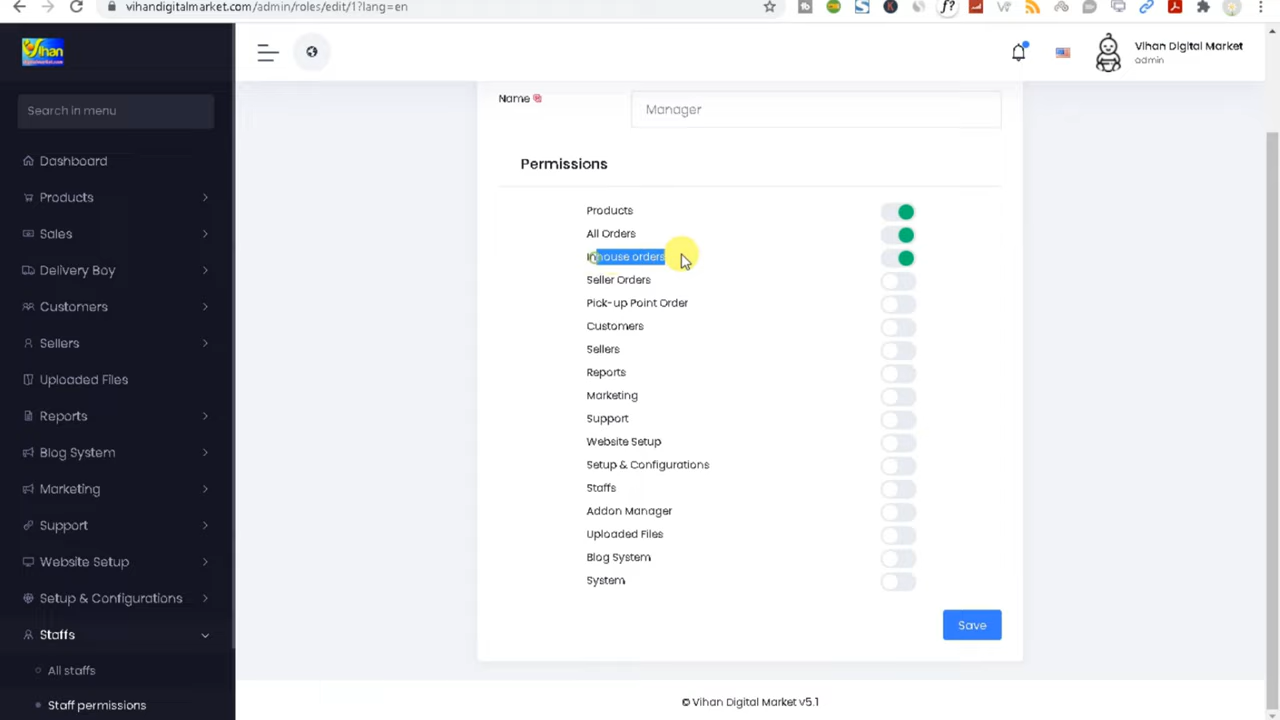 vihandigitalmarket.com/admin/roles/edit/1?lang=en
Vihan
Search in menu
Dashboard
Products
Sales
Delivery Boy
Customers
Sellers
Uploaded Files
Reports
Blog System
Marketing
Support
Website Setup
Setup & Configurations
Staffs
All staffs
Staff permissions
Vihan Digital Market
admin
Name
Manager
Permissions
Products
All Orders
Inhouse orders
Seller Orders
Pick-up Point Order
Customers
Sellers
Reports
Marketing
Support
Website Setup
Setup & Configurations
Staffs
Addon Manager
Uploaded Files
Blog System
System
Save
© Vihan Digital Market v5.1